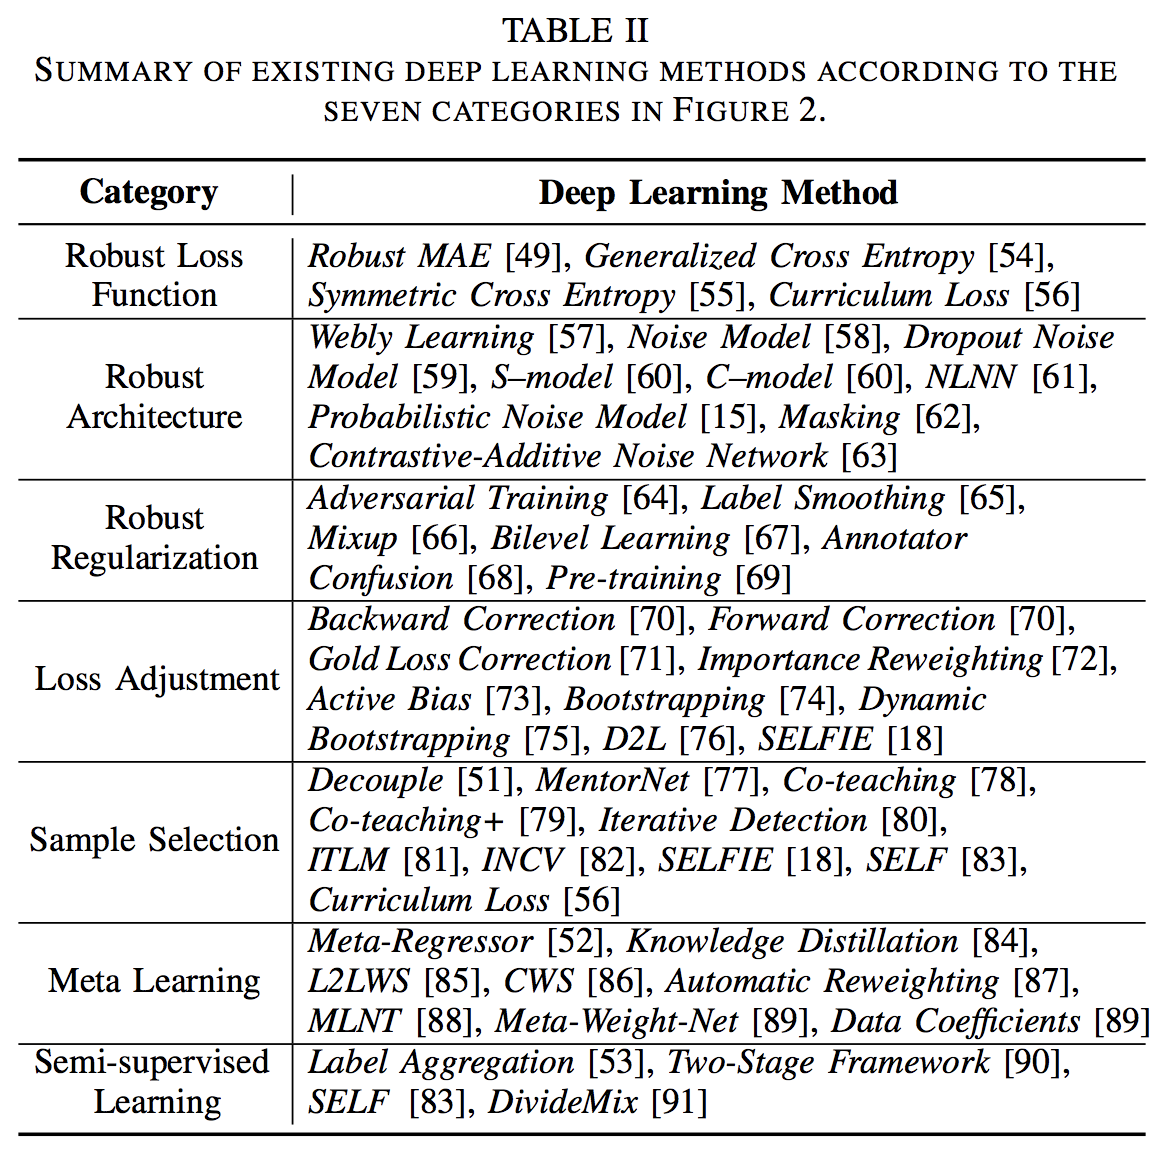 TABLE II
SUMMARY OF EXISTING DEEP LEARNING METHODS ACCORDING TO THE
SEVEN CATEGORIES IN FIGURE 2.
Category | Deep Learning Method
Robust Loss
Function
Robust MAE [49], Generalized Cross Entropy [54],
Symmetric Cross Entropy [55], Curriculum Loss [56]
Robust
Architecture
Webly Learning [57], Noise Model [58], Dropout Noise
Model [59], S–model [60], C–model [60], NLNN [61],
Probabilistic Noise Model [15], Masking [62],
Contrastive-Additive Noise Network [63]
Robust
Regularization
Adversarial Training [64], Label Smoothing [65],
Mixup [66], Bilevel Learning [67], Annotator
Confusion [68], Pre-training [69]
Loss Adjustment
Backward Correction [70], Forward Correction [70],
Gold Loss Correction [71], Importance Reweighting [72],
Active Bias [73], Bootstrapping [74], Dynamic
Bootstrapping [75], D2L [76], SELFIE [18]
Sample Selection
Decouple [51], MentorNet [77], Co-teaching [78],
Co-teaching+ [79], Iterative Detection [80],
ITLM [81], INCV [82], SELFIE [18], SELF [83],
Curriculum Loss [56]
Meta Learning
Meta-Regressor [52], Knowledge Distillation [84],
L2LWS [85], CWS [86], Automatic Reweighting [87],
MLNT [88], Meta-Weight-Net [89], Data Coefficients [89]
Semi-supervised
Learning
Label Aggregation [53], Two-Stage Framework [90],
SELF [83], DivideMix [91]